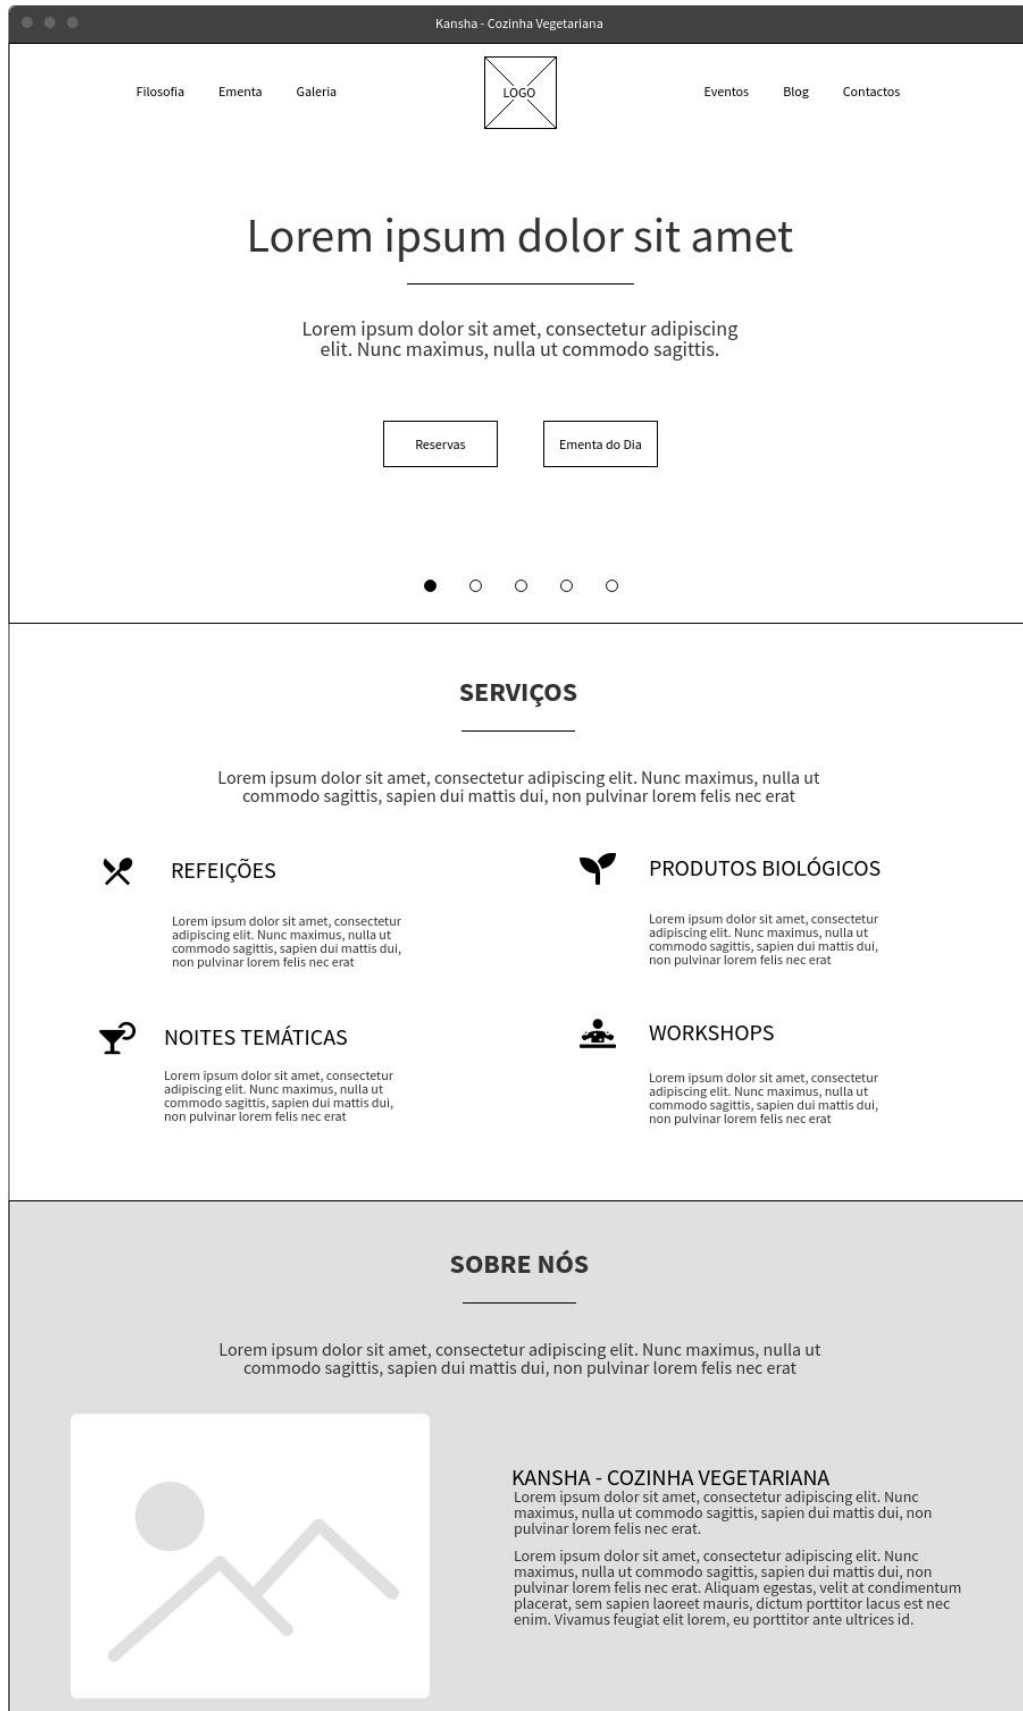 Kansha - Cozinha Vegetariana
Filosofia Ementa Galeria LOGO Eventos Blog Contactos
Lorem ipsum dolor sit amet
Lorem ipsum dolor sit amet, consectetur adipiscing
elit. Nunc maximus, nulla ut commodo sagittis.
Reservas Ementa do Dia
SERVIÇOS
Lorem ipsum dolor sit amet, consectetur adipiscing elit. Nunc maximus, nulla ut
commodo sagittis, sapien dui mattis dui, non pulvinar lorem felis nec erat
REFEIÇÕES
Lorem ipsum dolor sit amet, consectetur
adipiscing elit. Nunc maximus, nulla ut
commodo sagittis, sapien dui mattis dui,
non pulvinar lorem felis nec erat
PRODUTOS BIOLÓGICOS
Lorem ipsum dolor sit amet, consectetur
adipiscing elit. Nunc maximus, nulla ut
commodo sagittis, sapien dui mattis dui,
non pulvinar lorem felis nec erat
NOITES TEMÁTICAS
Lorem ipsum dolor sit amet, consectetur
adipiscing elit. Nunc maximus, nulla ut
commodo sagittis, sapien dui mattis dui,
non pulvinar lorem felis nec erat
WORKSHOPS
Lorem ipsum dolor sit amet, consectetur
adipiscing elit. Nunc maximus, nulla ut
commodo sagittis, sapien dui mattis dui,
non pulvinar lorem felis nec erat
SOBRE NÓS
Lorem ipsum dolor sit amet, consectetur adipiscing elit. Nunc maximus, nulla ut
commodo sagittis, sapien dui mattis dui, non pulvinar lorem felis nec erat
KANSHA - COZINHA VEGETARIANA
Lorem ipsum dolor sit amet, consectetur adipiscing elit. Nunc
maximus, nulla ut commodo sagittis, sapien dui mattis dui, non
pulvinar lorem felis nec erat.
Lorem ipsum dolor sit amet, consectetur adipiscing elit. Nunc
maximus, nulla ut commodo sagittis, sapien dui mattis dui, non
pulvinar lorem felis nec erat. Aliquam egestas, velit at condimentum
placerat, sem sapien laoreet mauris, dictum porttitor lacus est nec
enim. Vivamus feugiat elit lorem, eu porttitor ante ultrices id.